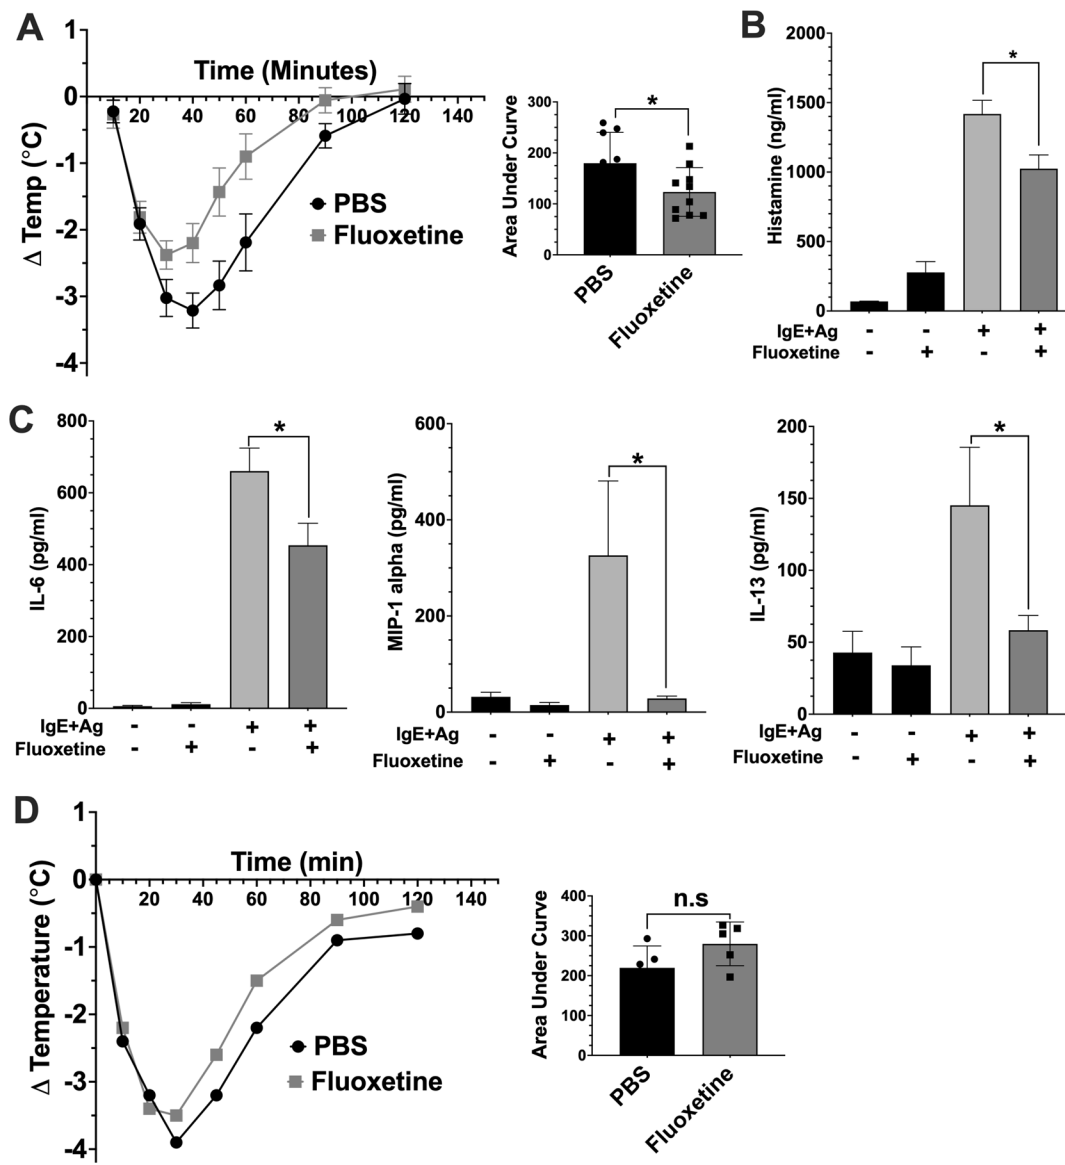 A
Time (Minutes)
Δ Temp (°C)
1
0
-1
-2
-3
-4
20 40 60 80 100 120 140
PBS
Fluoxetine
Area Under Curve
300
200
100
0
*
PBS
Fluoxetine
B
Histamine (ng/ml)
2000
1500
1000
500
0
*
IgE+Ag - - + +
Fluoxetine - + - +
C
IL-6 (pg/ml)
800
600
400
200
0
*
IgE+Ag - - + +
Fluoxetine - + - +
MIP-1 alpha (pg/ml)
600
400
200
0
*
IgE+Ag - - + +
Fluoxetine - + - +
IL-13 (pg/ml)
200
150
100
50
0
*
IgE+Ag - - + +
Fluoxetine - + - +
D
Time (min)
Δ Temperature (°C)
1
0
-1
-2
-3
-4
20 40 60 80 100 120 140
PBS
Fluoxetine
Area Under Curve
400
300
200
100
0
n.s
PBS
Fluoxetine